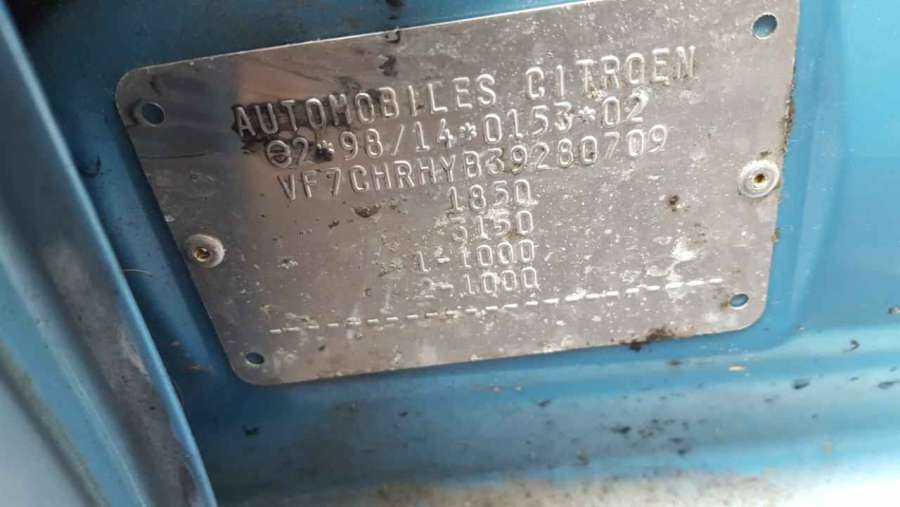 AUTOMOBILES CITROEN
e2*98/14*0153*02
VF7CHRHYB39280709
1850
3150
1-1000
2-1000